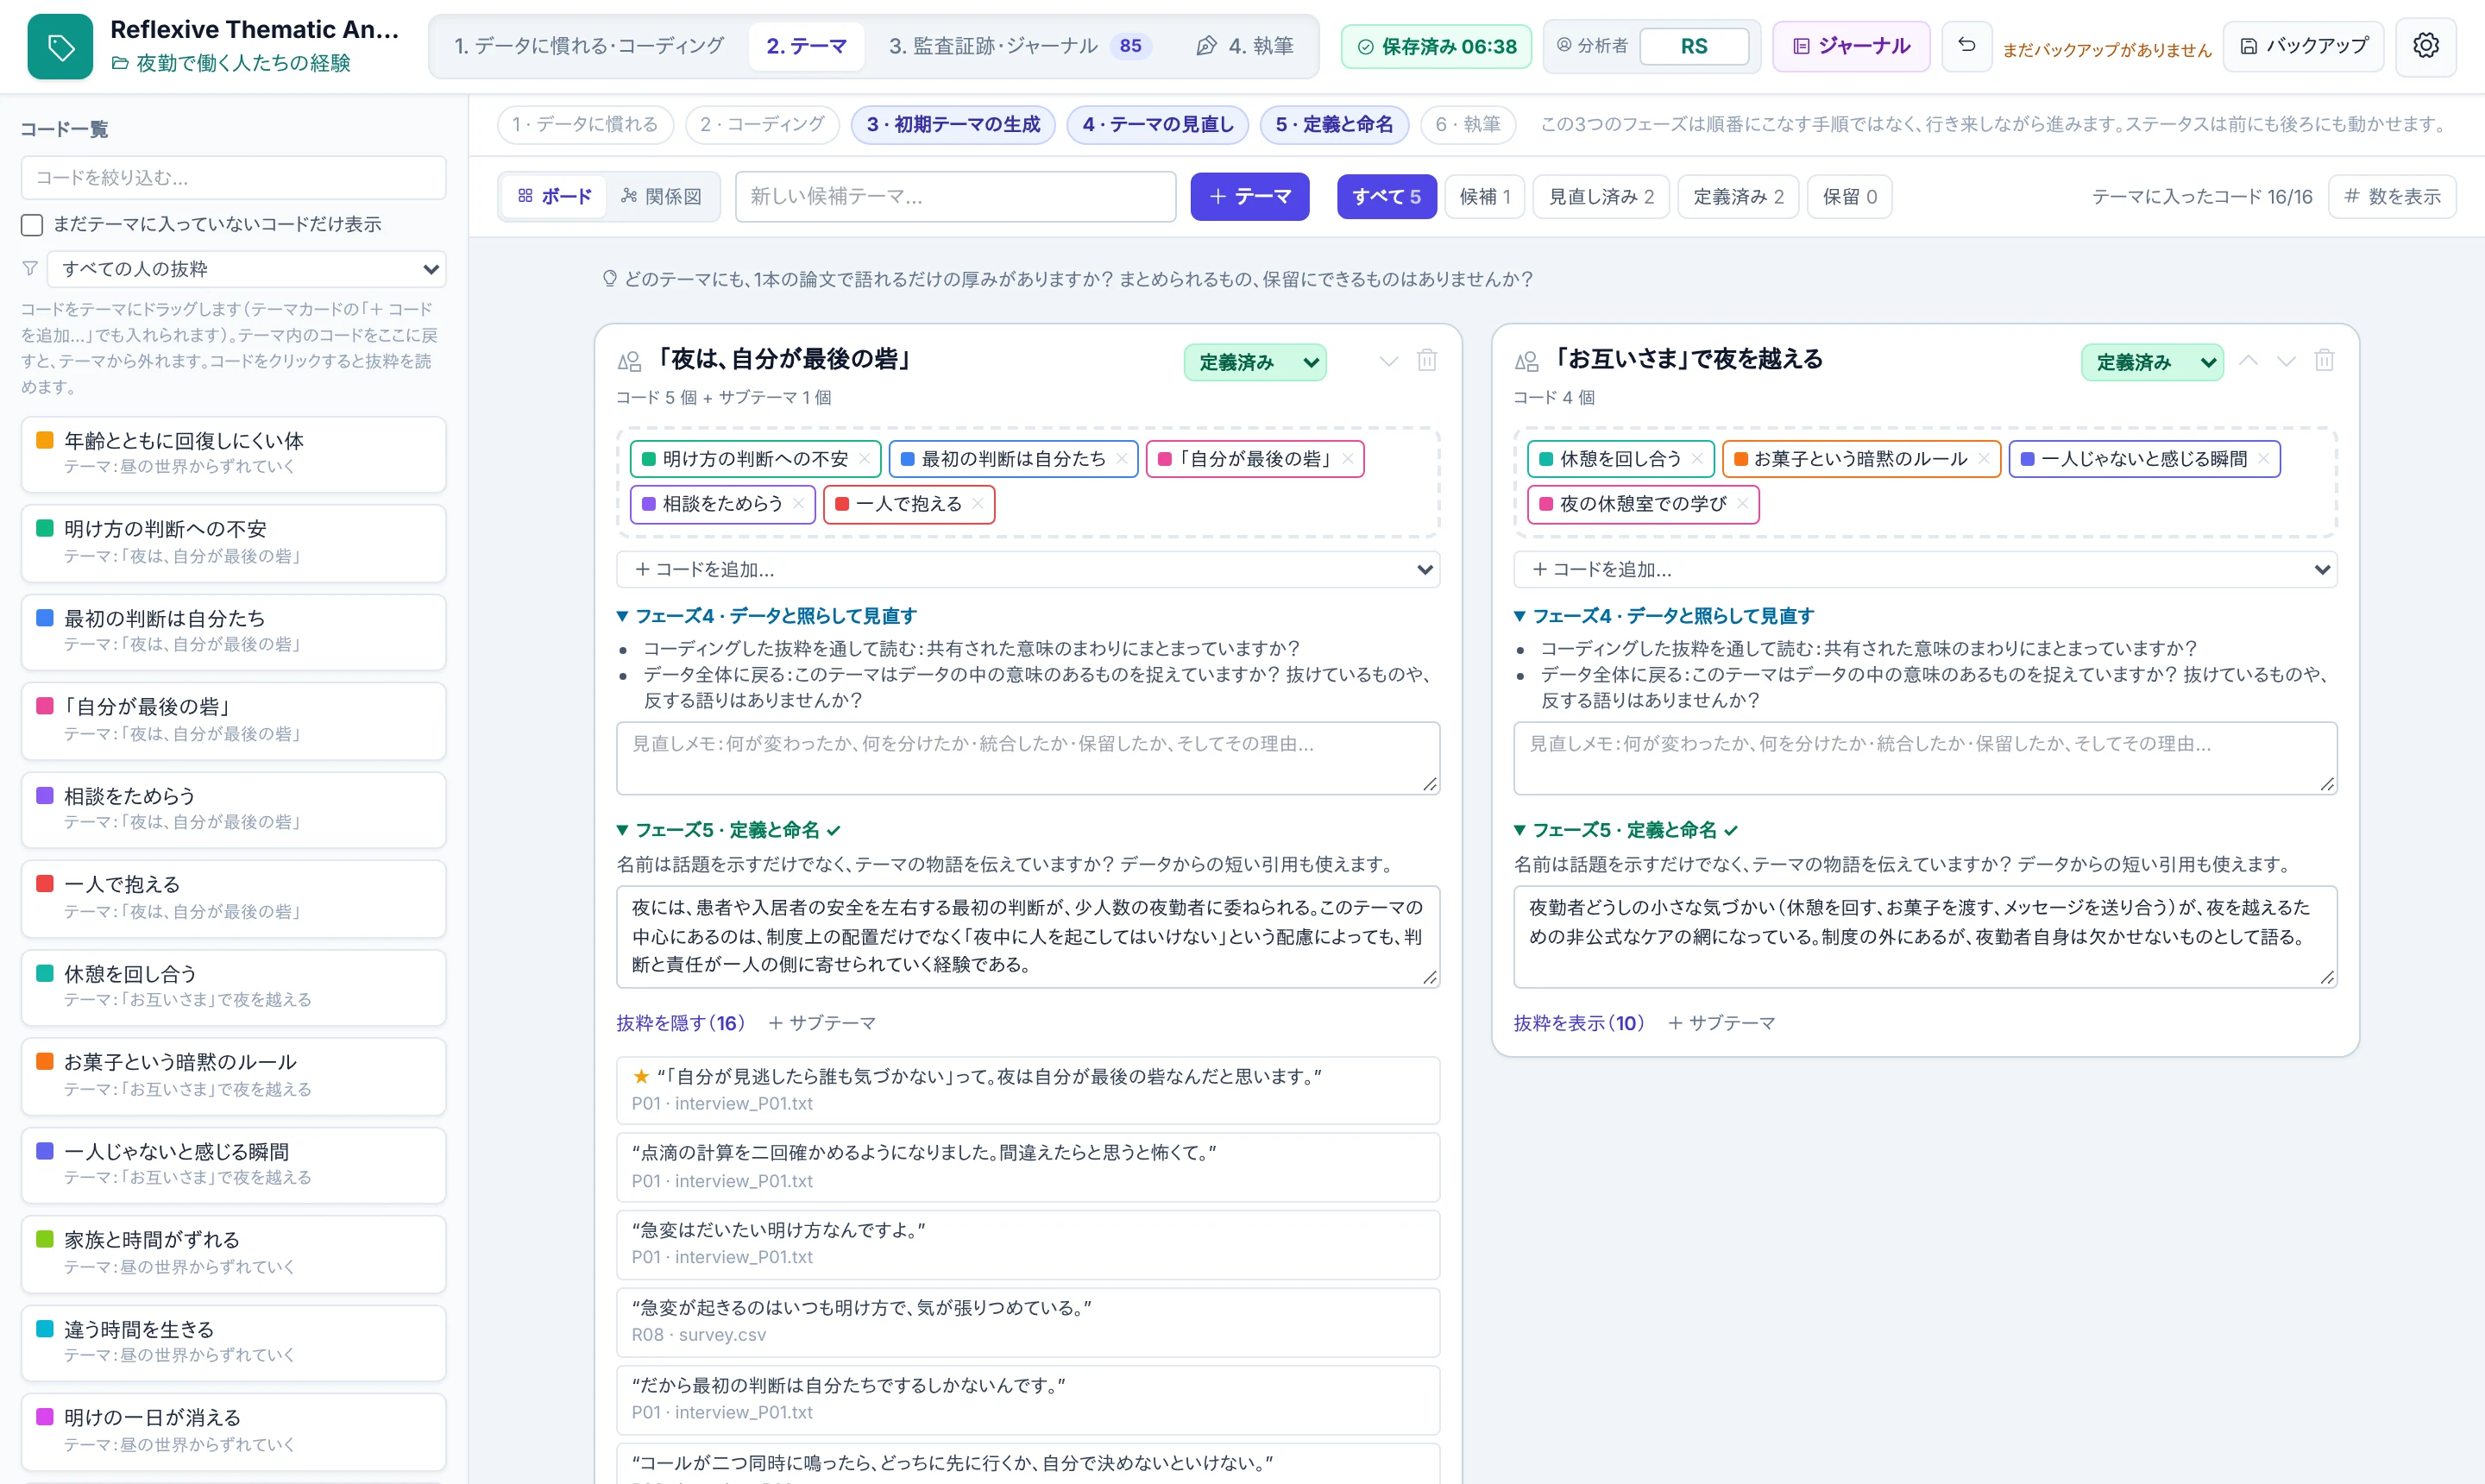 Reflexive Thematic An...
夜勤で働く人たちの経験
1. データに慣れる・コーディング
2. テーマ
3. 監査証跡・ジャーナル 85
4. 執筆
保存済み 06:38
分析者 RS
ジャーナル
まだバックアップがありません
バックアップ
コード一覧
コードを絞り込む...
まだテーマに入っていないコードだけ表示
すべての人の抜粋
コードをテーマにドラッグします（テーマカードの「＋ コード
を追加...」でも入れられます）。テーマ内のコードをここに戻
すと、テーマから外れます。コードをクリックすると抜粋を読
めます。
年齢とともに回復しにくい体
テーマ：昼の世界からずれていく
明け方の判断への不安
テーマ：「夜は、自分が最後の砦」
最初の判断は自分たち
テーマ：「夜は、自分が最後の砦」
「自分が最後の砦」
テーマ：「夜は、自分が最後の砦」
相談をためらう
テーマ：「夜は、自分が最後の砦」
一人で抱える
テーマ：「夜は、自分が最後の砦」
休憩を回し合う
テーマ：「お互いさま」で夜を越える
お菓子という暗黙のルール
テーマ：「お互いさま」で夜を越える
一人じゃないと感じる瞬間
テーマ：「お互いさま」で夜を越える
家族と時間がずれる
テーマ：昼の世界からずれていく
違う時間を生きる
テーマ：昼の世界からずれていく
明けの一日が消える
テーマ：昼の世界からずれていく
1 · データに慣れる
2 · コーディング
3 · 初期テーマの生成
4 · テーマの見直し
5 · 定義と命名
6 · 執筆
この3つのフェーズは順番にこなす手順ではなく、行き来しながら進みます。ステータスは前にも後ろにも動かせます。
ボード
関係図
新しい候補テーマ...
＋ テーマ
すべて 5
候補 1
見直し済み 2
定義済み 2
保留 0
テーマに入ったコード 16/16
# 数を表示
どのテーマにも、1本の論文で語れるだけの厚みがありますか？ まとめられるもの、保留にできるものはありませんか？
「夜は、自分が最後の砦」
定義済み
コード 5 個 + サブテーマ 1 個
明け方の判断への不安 ×
最初の判断は自分たち ×
「自分が最後の砦」 ×
相談をためらう ×
一人で抱える ×
＋ コードを追加...
▼ フェーズ4 · データと照らして見直す
• コーディングした抜粋を通して読む：共有された意味のまわりにまとまっていますか？
• データ全体に戻る：このテーマはデータの中の意味のあるものを捉えていますか？ 抜けているものや、
反する語りはありませんか？
見直しメモ：何が変わったか、何を分けたか・統合したか・保留したか、そしてその理由...
▼ フェーズ5 · 定義と命名 ✓
名前は話題を示すだけでなく、テーマの物語を伝えていますか？ データからの短い引用も使えます。
夜には、患者や入居者の安全を左右する最初の判断が、少人数の夜勤者に委ねられる。このテーマの
中心にあるのは、制度上の配置だけでなく「夜中に人を起こしてはいけない」という配慮によっても、判
断と責任が一人の側に寄せられていく経験である。
抜粋を隠す（16） ＋ サブテーマ
★ “「自分が見逃したら誰も気づかない」って。夜は自分が最後の砦なんだと思います。”
P01 · interview_P01.txt
“点滴の計算を二回確かめるようになりました。間違えたらと思うと怖くて。”
P01 · interview_P01.txt
“急変はだいたい明け方なんですよ。”
P01 · interview_P01.txt
“急変が起きるのはいつも明け方で、気が張りつめている。”
R08 · survey.csv
“だから最初の判断は自分たちでするしかないんです。”
P01 · interview_P01.txt
“コールが二つ同時に鳴ったら、どっちに先に行くか、自分で決めないといけない。”
「お互いさま」で夜を越える
定義済み
コード 4 個
休憩を回し合う ×
お菓子という暗黙のルール ×
一人じゃないと感じる瞬間 ×
夜の休憩室での学び ×
＋ コードを追加...
▼ フェーズ4 · データと照らして見直す
• コーディングした抜粋を通して読む：共有された意味のまわりにまとまっていますか？
• データ全体に戻る：このテーマはデータの中の意味のあるものを捉えていますか？ 抜けているものや、
反する語りはありませんか？
見直しメモ：何が変わったか、何を分けたか・統合したか・保留したか、そしてその理由...
▼ フェーズ5 · 定義と命名 ✓
名前は話題を示すだけでなく、テーマの物語を伝えていますか？ データからの短い引用も使えます。
夜勤者どうしの小さな気づかい（休憩を回す、お菓子を渡す、メッセージを送り合う）が、夜を越えるた
めの非公式なケアの網になっている。制度の外にあるが、夜勤者自身は欠かせないものとして語る。
抜粋を表示（10） ＋ サブテーマ